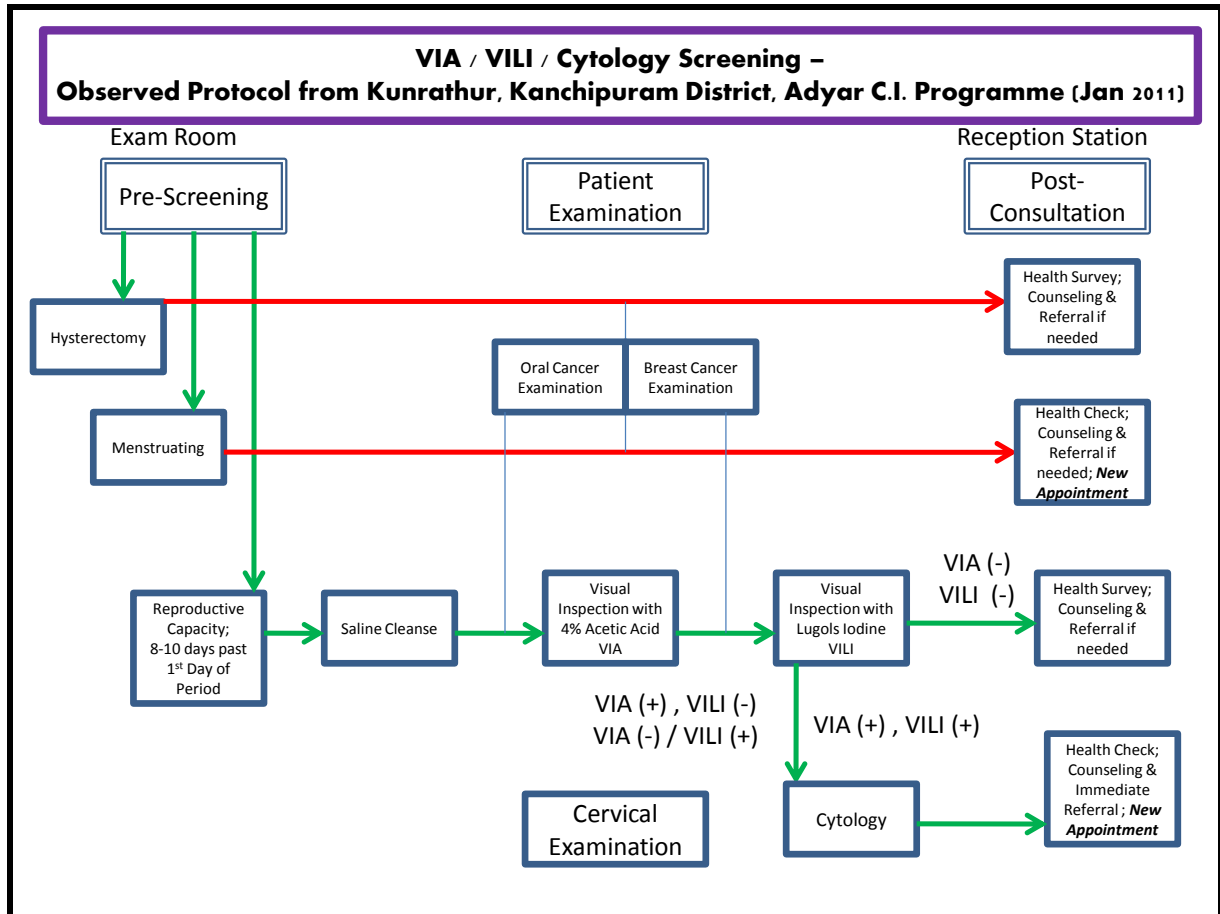 VIA / VILI / Cytology Screening –
Observed Protocol from Kunrathur, Kanchipuram District, Adyar C.I. Programme (Jan 2011)
Exam Room
Reception Station
Pre-Screening
Patient
Examination
Post-
Consultation
Hysterectomy
Health Survey;
Counseling &
Referral if
needed
Oral Cancer
Examination
Breast Cancer
Examination
Menstruating
Health Check;
Counseling &
Referral if
needed; New
Appointment
Reproductive
Capacity;
8-10 days past
1st Day of
Period
Saline Cleanse
Visual
Inspection with
4% Acetic Acid
VIA
Visual
Inspection with
Lugols Iodine
VILI
VIA (-)
VILI (-)
Health Survey;
Counseling &
Referral if
needed
VIA (+) , VILI (-)
VIA (-) / VILI (+)
VIA (+) , VILI (+)
Cervical
Examination
Cytology
Health Check;
Counseling &
Immediate
Referral ; New
Appointment